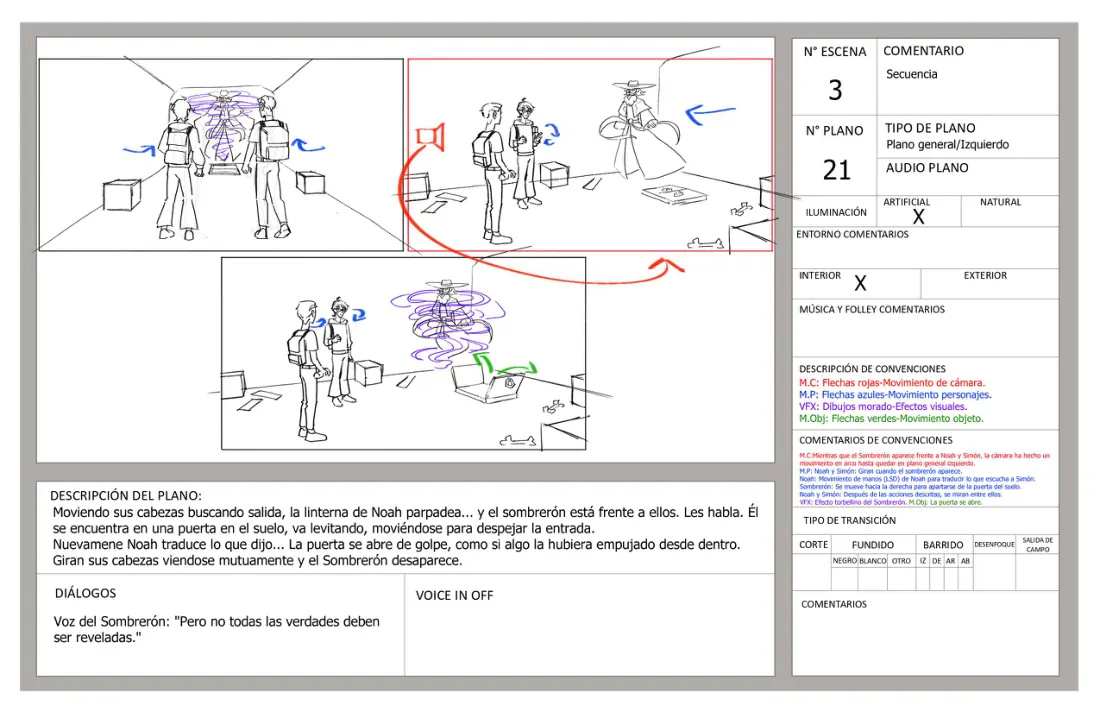 N° ESCENA
3
COMENTARIO
Secuencia
N° PLANO
21
TIPO DE PLANO
Plano general/Izquierdo
AUDIO PLANO
ILUMINACIÓN
ARTIFICIAL
X
NATURAL
ENTORNO COMENTARIOS
INTERIOR X
EXTERIOR
MÚSICA Y FOLLEY COMENTARIOS
DESCRIPCIÓN DE CONVENCIONES
M.C: Flechas rojas-Movimiento de cámara.
M.P: Flechas azules-Movimiento personajes.
VFX: Dibujos morado-Efectos visuales.
M.Obj: Flechas verdes-Movimiento objeto.
COMENTARIOS DE CONVENCIONES
M.C:Mientras que el Sombrerón aparece frente a Noah y Simón, la cámara ha hecho un
movimiento en arco hasta quedar en plano general izquierdo.
M.P: Noah y Simón: Giran cuando el sombrerón aparece.
Noah: Movimiento de manos (LSD) de Noah para traducir lo que escucha a Simón.
Sombrerón: Se mueve hacia la derecha para apartarse de la puerta del suelo.
Noah y Simón: Después de las acciones descritas, se miran entre ellos.
VFX: Efecto torbellino del Sombrerón. M.Obj: La puerta se abre.
TIPO DE TRANSICIÓN
CORTE
FUNDIDO
BARRIDO
DESENFOQUE
SALIDA DE
CAMPO
NEGRO BLANCO OTRO IZ DE AR AB
COMENTARIOS
DESCRIPCIÓN DEL PLANO:
Moviendo sus cabezas buscando salida, la linterna de Noah parpadea... y el sombrerón está frente a ellos. Les habla. Él
se encuentra en una puerta en el suelo, va levitando, moviéndose para despejar la entrada.
Nuevamene Noah traduce lo que dijo... La puerta se abre de golpe, como si algo la hubiera empujado desde dentro.
Giran sus cabezas viendose mutuamente y el Sombrerón desaparece.
DIÁLOGOS
Voz del Sombrerón: "Pero no todas las verdades deben
ser reveladas."
VOICE IN OFF